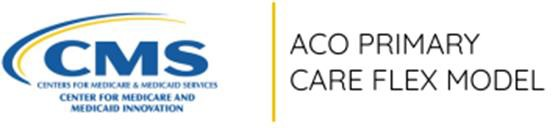 CMS
CENTERS FOR MEDICARE & MEDICAID SERVICES
CENTER FOR MEDICARE AND
MEDICAID INNOVATION
ACO PRIMARY
CARE FLEX MODEL